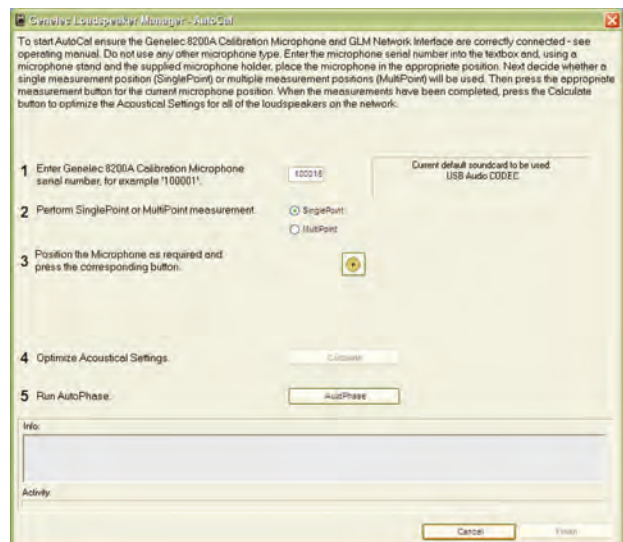 Genelec Loudspeaker Manager - AutoCal
To start AutoCal ensure the Genelec 8200A Calibration Microphone and GLM Network Interface are correctly connected - see
operating manual. Do not use any other microphone type. Enter the microphone serial number into the textbox and, using a
microphone stand and the supplied microphone holder, place the microphone in the appropriate position. Next decide whether a
single measurement position (SinglePoint) or multiple measurement positions (MultiPoint) will be used. Then press the appropriate
measurement button for the current microphone position. When the measurements have been completed, press the Calculate
button to optimize the Acoustical Settings for all of the loudspeakers on the network.
1 Enter Genelec 8200A Calibration Microphone
serial number, for example '100001'.
100016
Current default soundcard to be used
USB Audio CODEC
2 Perform SinglePoint or MultiPoint measurement.
SinglePoint
MultiPoint
3 Position the Microphone as required and
press the corresponding button.
4 Optimize Acoustical Settings.
Calculate
5 Run AutoPhase.
AutoPhase
Info:
Activity:
Cancel
Finish